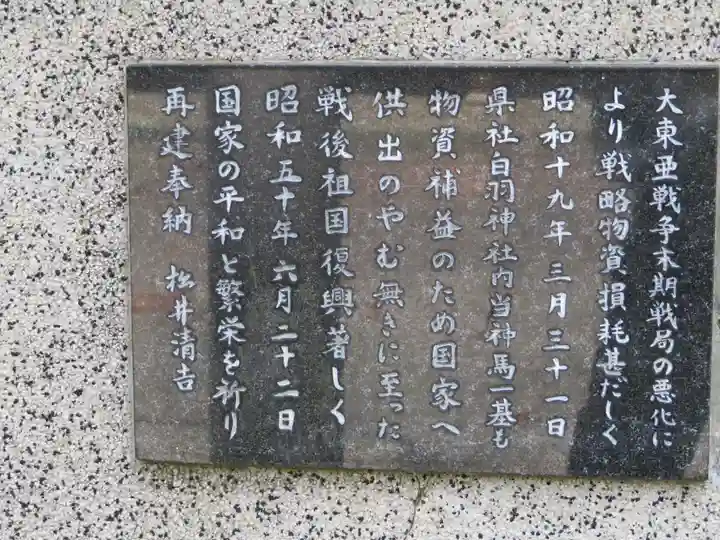 大東亜戦争末期戦局の悪化に
より戦略物資損耗甚だしく
昭和十九年三月三十一日
県社白羽神社内当神馬一基も
物資補益のため国家へ
供出のやむ無きに至った
戦後祖国復興著しく
昭和五十年六月二十二日
国家の平和と繁栄を祈り
再建奉納 松井清吉